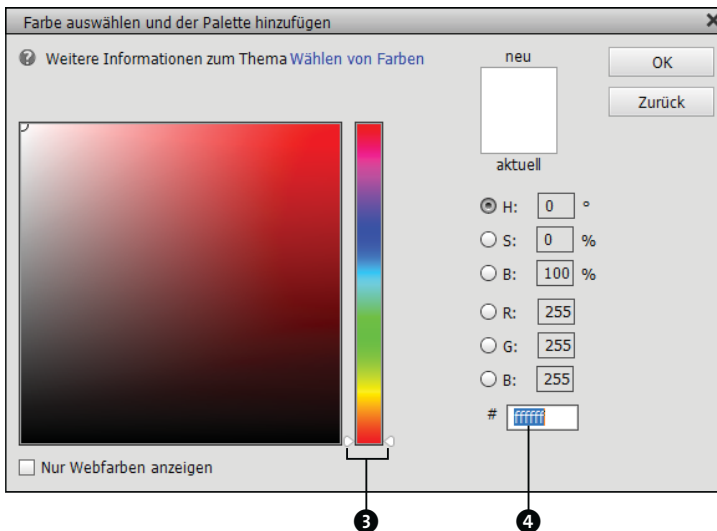 Farbe auswählen und der Palette hinzufügen
Weitere Informationen zum Thema Wählen von Farben
neu
aktuell
OK
Zurück
H: 0 °
S: 0 %
B: 100 %
R: 255
G: 255
B: 255
# ffffff
Nur Webfarben anzeigen
3
4